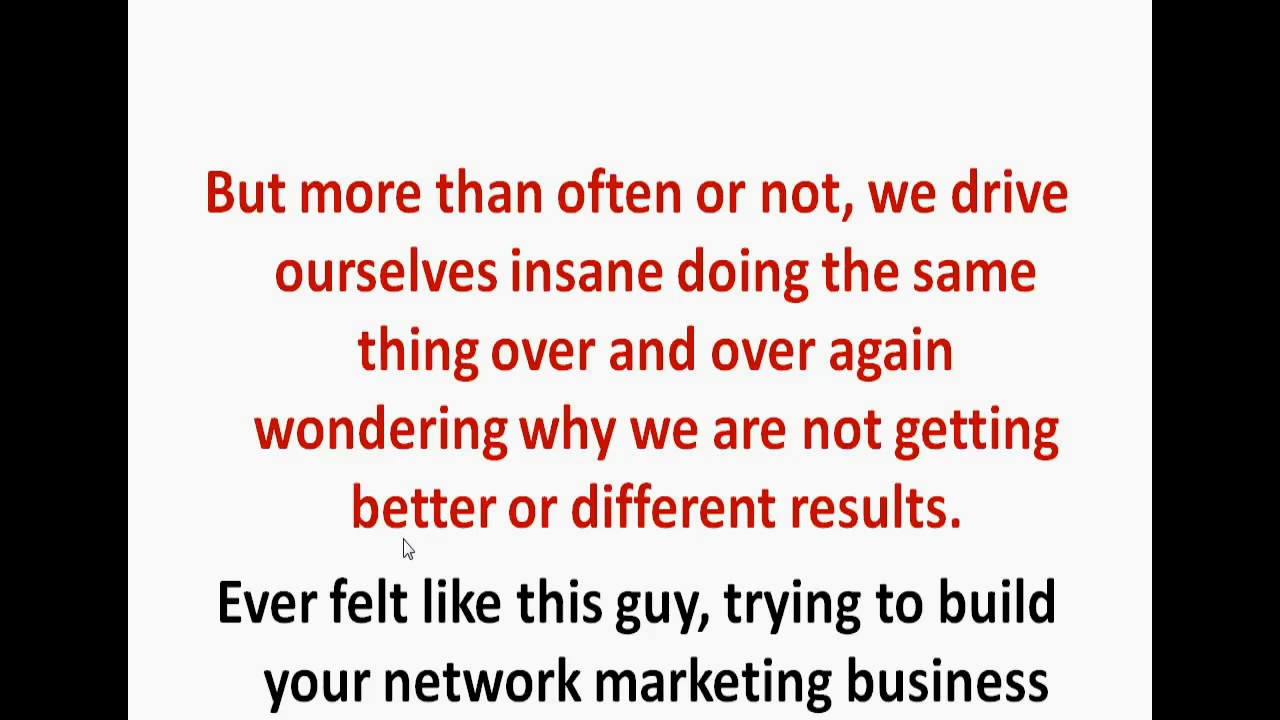 But more than often or not, we drive
ourselves insane doing the same
thing over and over again
wondering why we are not getting
better or different results.
Ever felt like this guy, trying to build
your network marketing business